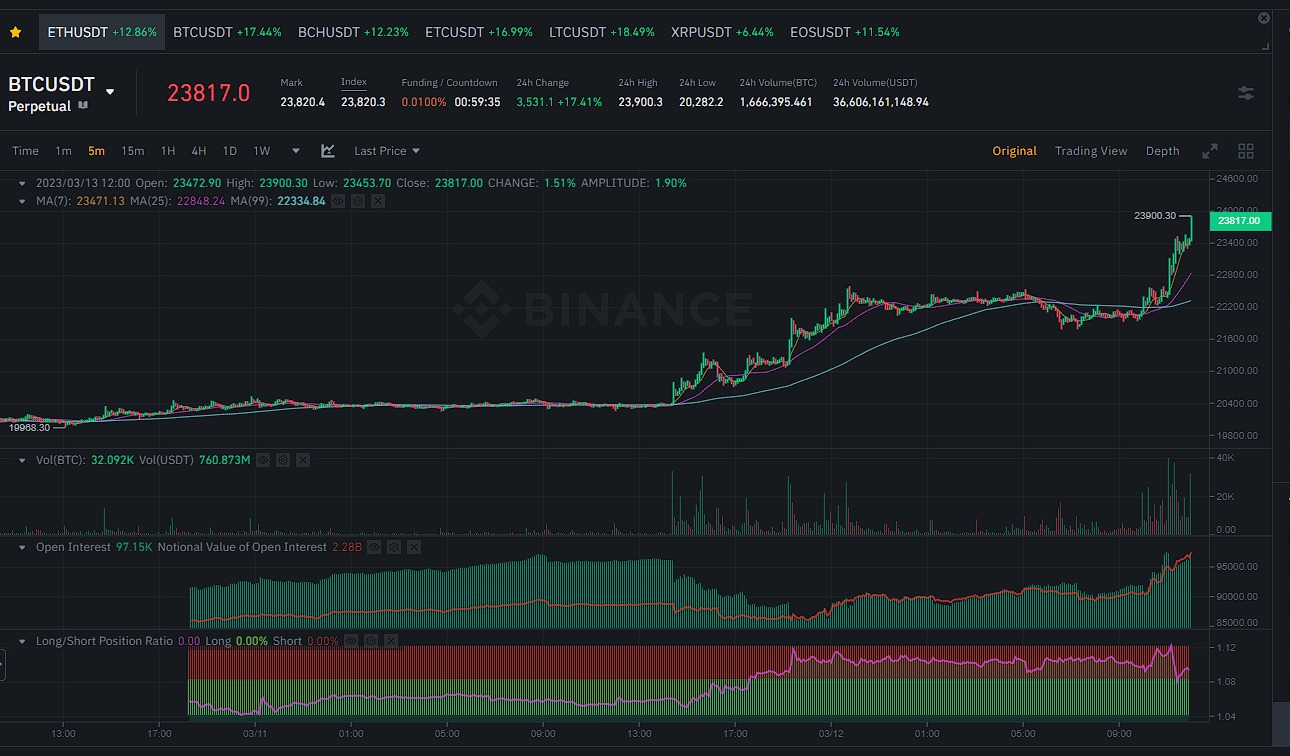 ETHUSDT +12.86% BTCUSDT +17.44% BCHUSDT +12.23% ETCUSDT +16.99% LTCUSDT +18.49% XRPUSDT +6.44% EOSUSDT +11.54%
BTCUSDT
Perpetual
23817.0
Mark Index Funding / Countdown 24h Change 24h High 24h Low 24h Volume(BTC) 24h Volume(USDT)
23,820.4 23,820.3 0.0100% 00:59:35 3,531.1 +17.41% 23,900.3 20,282.2 1,666,395.461 36,606,161,148.94
Time 1m 5m 15m 1H 4H 1D 1W Last Price Original Trading View Depth
2023/03/13 12:00 Open: 23472.90 High: 23900.30 Low: 23453.70 Close: 23817.00 CHANGE: 1.51% AMPLITUDE: 1.90%
MA(7): 23471.13 MA(25): 22848.24 MA(99): 22334.84
24600.00
24000.00
23900.30
23817.00
23400.00
22800.00
22200.00
BINANCE
21600.00
21000.00
20400.00
19968.30
19800.00
Vol(BTC): 32.092K Vol(USDT) 760.873M
40K
20K
0.00
Open Interest 97.15K Notional Value of Open Interest 2.28B
95000.00
90000.00
85000.00
Long/Short Position Ratio 0.00 Long 0.00% Short 0.00%
1.12
1.08
1.04
13:00 17:00 03/11 01:00 05:00 09:00 13:00 17:00 03/12 01:00 05:00 09:00